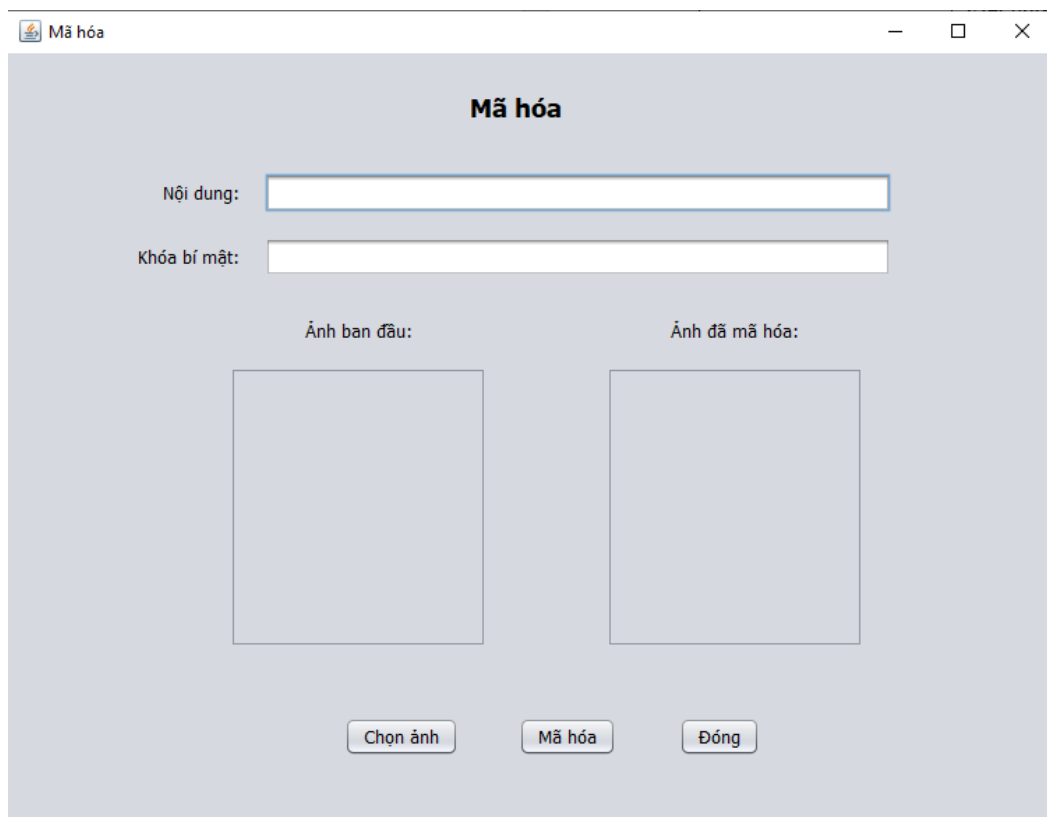 Mã hóa
Mã hóa
Nội dung:
Khóa bí mật:
Ảnh ban đầu: Ảnh đã mã hóa:
Chọn ảnh Mã hóa Đóng